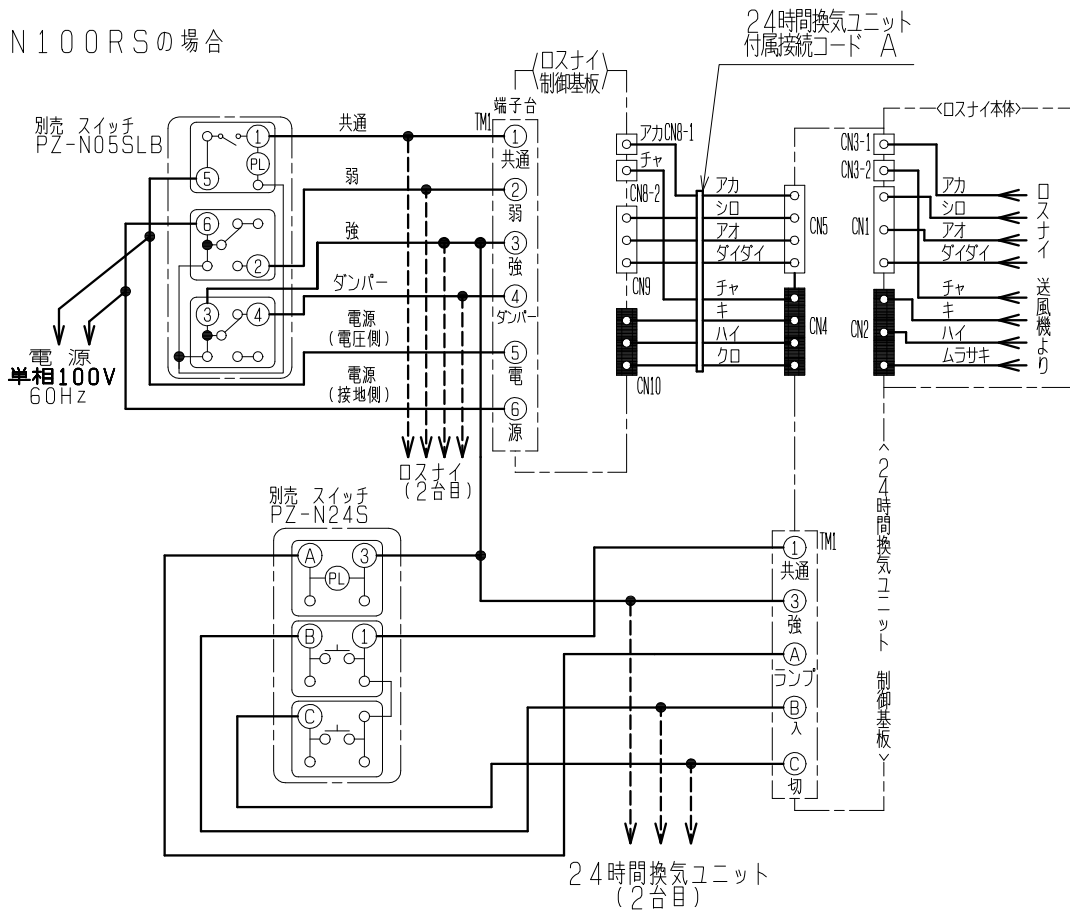 N100RSの場合
24時間換気ユニット
付属接続コード A
〈ロスナイ
制御基板〉
〈ロスナイ本体〉
別売 スイッチ
PZ-N05SLB
1
PL
5
6
2
3
4
共通
弱
強
ダンパー
電源
(電圧側)
電源
(接地側)
電源
単相100V
60Hz
端子台
TM1
1
共通
2
弱
3
強
4
ダンパー
5
電
6
源
アカ CN8-1
チャ
CN8-2
CN9
CN10
アカ
シロ
アオ
ダイダイ
チャ
キ
ハイ
クロ
CN5
CN4
CN3-1
CN3-2
CN1
CN2
アカ
シロ
アオ
ダイダイ
チャ
キ
ハイ
ムラサキ
ロスナイ 送風機より
ロスナイ
(2台目)
別売 スイッチ
PZ-N24S
A
3
PL
B
1
C
TM1
1
共通
3
強
A
ランプ
B
入
C
切
〈24時間換気ユニット 制御基板〉
24時間換気ユニット
(2台目)